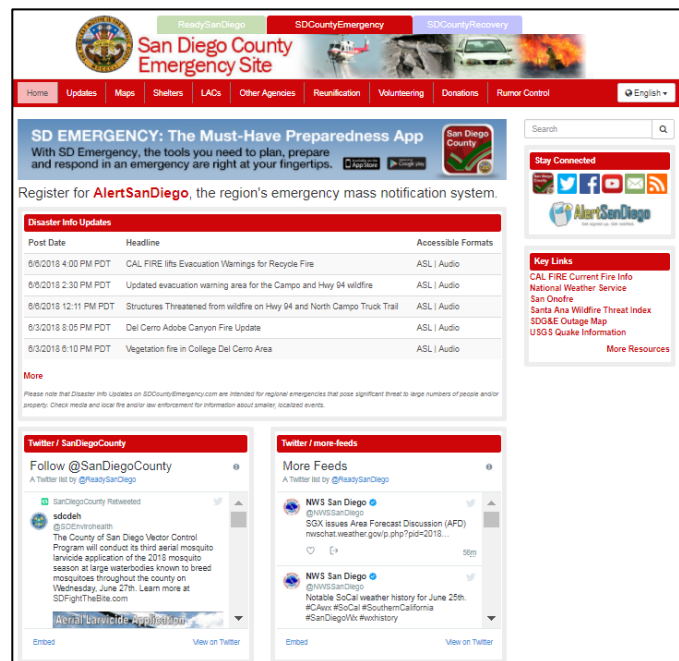 ReadySanDiego
SDCountyEmergency
SDCountyRecovery
San Diego County
Emergency Site
Home
Updates
Maps
Shelters
LACs
Other Agencies
Reunification
Volunteering
Donations
Rumor Control
English
SD EMERGENCY: The Must-Have Preparedness App
With SD Emergency, the tools you need to plan, prepare
and respond in an emergency are right at your fingertips.
App Store
Google play
San Diego
County
Register for AlertSanDiego, the region's emergency mass notification system.
Disaster Info Updates
Post Date Headline Accessible Formats
6/6/2018 4:00 PM PDT CAL FIRE lifts Evacuation Warnings for Recycle Fire ASL | Audio
6/6/2018 2:30 PM PDT Updated evacuation warning area for the Campo and Hwy 94 wildfire ASL | Audio
6/6/2018 12:11 PM PDT Structures Threatened from wildfire on Hwy 94 and North Campo Truck Trail ASL | Audio
6/3/2018 8:05 PM PDT Del Cerro Adobe Canyon Fire Update ASL | Audio
6/3/2018 6:10 PM PDT Vegetation fire in College Del Cerro Area ASL | Audio
More
Please note that Disaster Info Updates on SDCountyEmergency.com are intended for regional emergencies that pose significant threat to large numbers of people and/or
property. Check media and local fire and/or law enforcement for information about smaller, localized events.
Search
Stay Connected
AlertSanDiego
Key Links
CAL FIRE Current Fire Info
National Weather Service
San Onofre
Santa Ana Wildfire Threat Index
SDG&E Outage Map
USGS Quake Information
More Resources
Twitter / SanDiegoCounty
Follow @SanDiegoCounty
A Twitter list by @ReadySanDiego
SanDiegoCounty Retweeted
sdcdeh
@SDEnvirohealth
The County of San Diego Vector Control
Program will conduct its third aerial mosquito
larvicide application of the 2018 mosquito
season at large waterbodies known to breed
mosquitoes throughout the county on
Wednesday, June 27th. Learn more at
SDFightTheBite.com
Aerial Larvicide Application
Embed
View on Twitter
Twitter / more-feeds
More Feeds
A Twitter list by @ReadySanDiego
NWS San Diego
@NWSSanDiego
SGX issues Area Forecast Discussion (AFD)
nwschat.weather.gov/p.php?pid=2018…
56m
NWS San Diego
@NWSSanDiego
Notable SoCal weather history for June 25th.
#CAwx #SoCal #SouthernCalifornia
#SanDiegoWx #wxhistory
Embed
View on Twitter